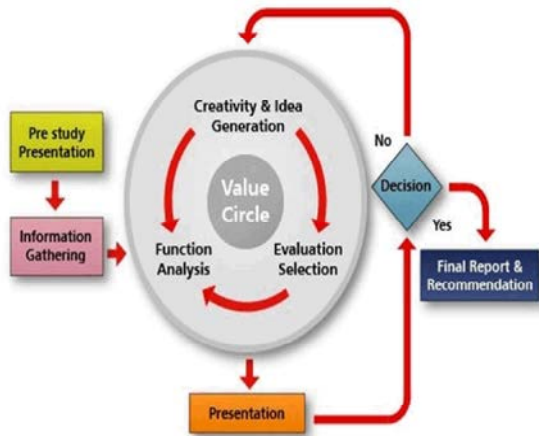 Pre study
Presentation
Information
Gathering
Creativity & Idea
Generation
Value
Circle
Function
Analysis
Evaluation
Selection
Presentation
No
Decision
Yes
Final Report &
Recommendation